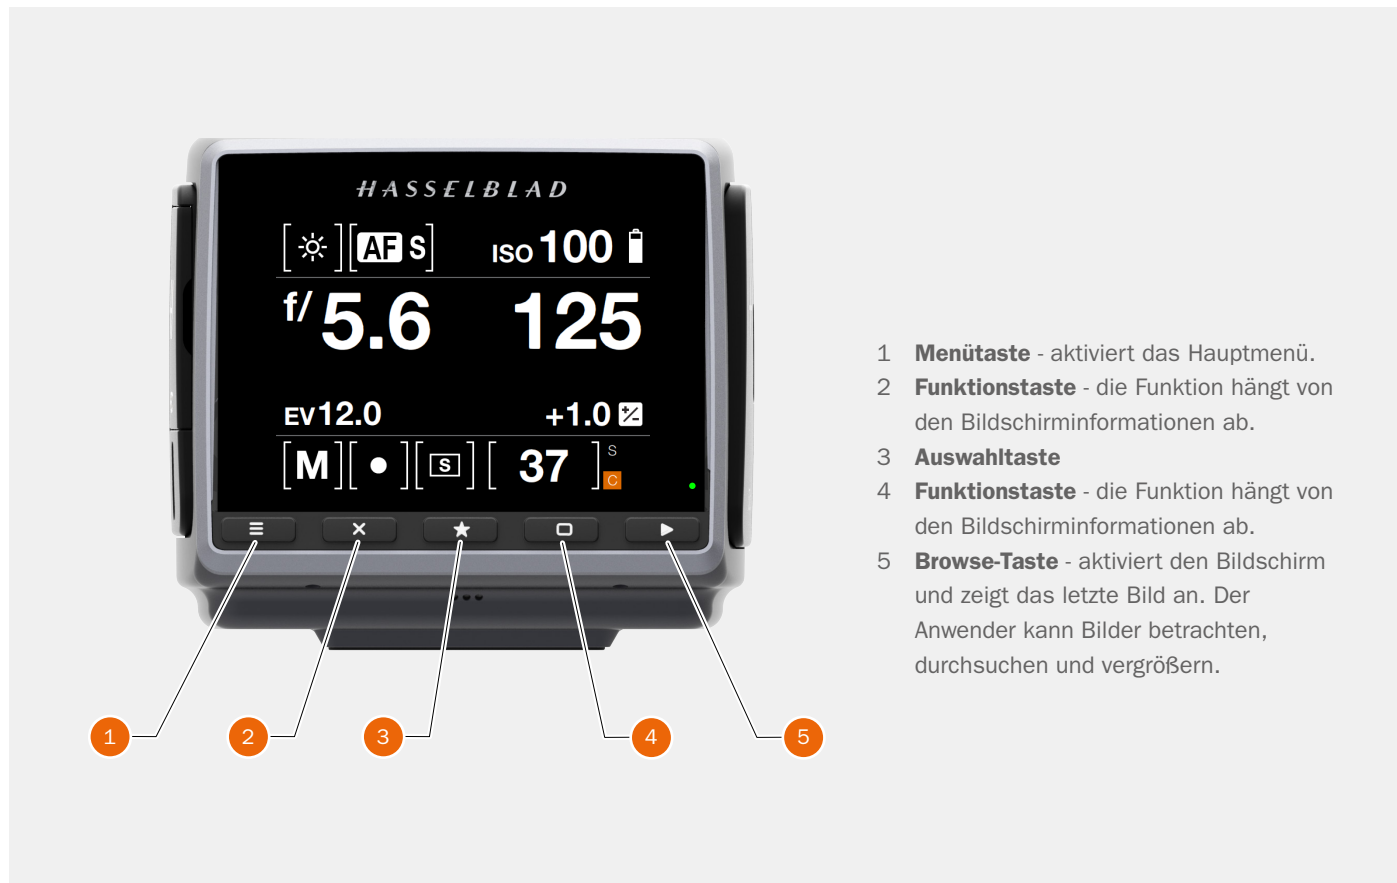 HASSELBLAD
AF S
ISO 100
f/5.6 125
EV 12.0 +1.0
M S 37 S
C
1 2 3 4 5
1 Menütaste - aktiviert das Hauptmenü.
2 Funktionstaste - die Funktion hängt von
den Bildschirminformationen ab.
3 Auswahltaste
4 Funktionstaste - die Funktion hängt von
den Bildschirminformationen ab.
5 Browse-Taste - aktiviert den Bildschirm
und zeigt das letzte Bild an. Der
Anwender kann Bilder betrachten,
durchsuchen und vergrößern.